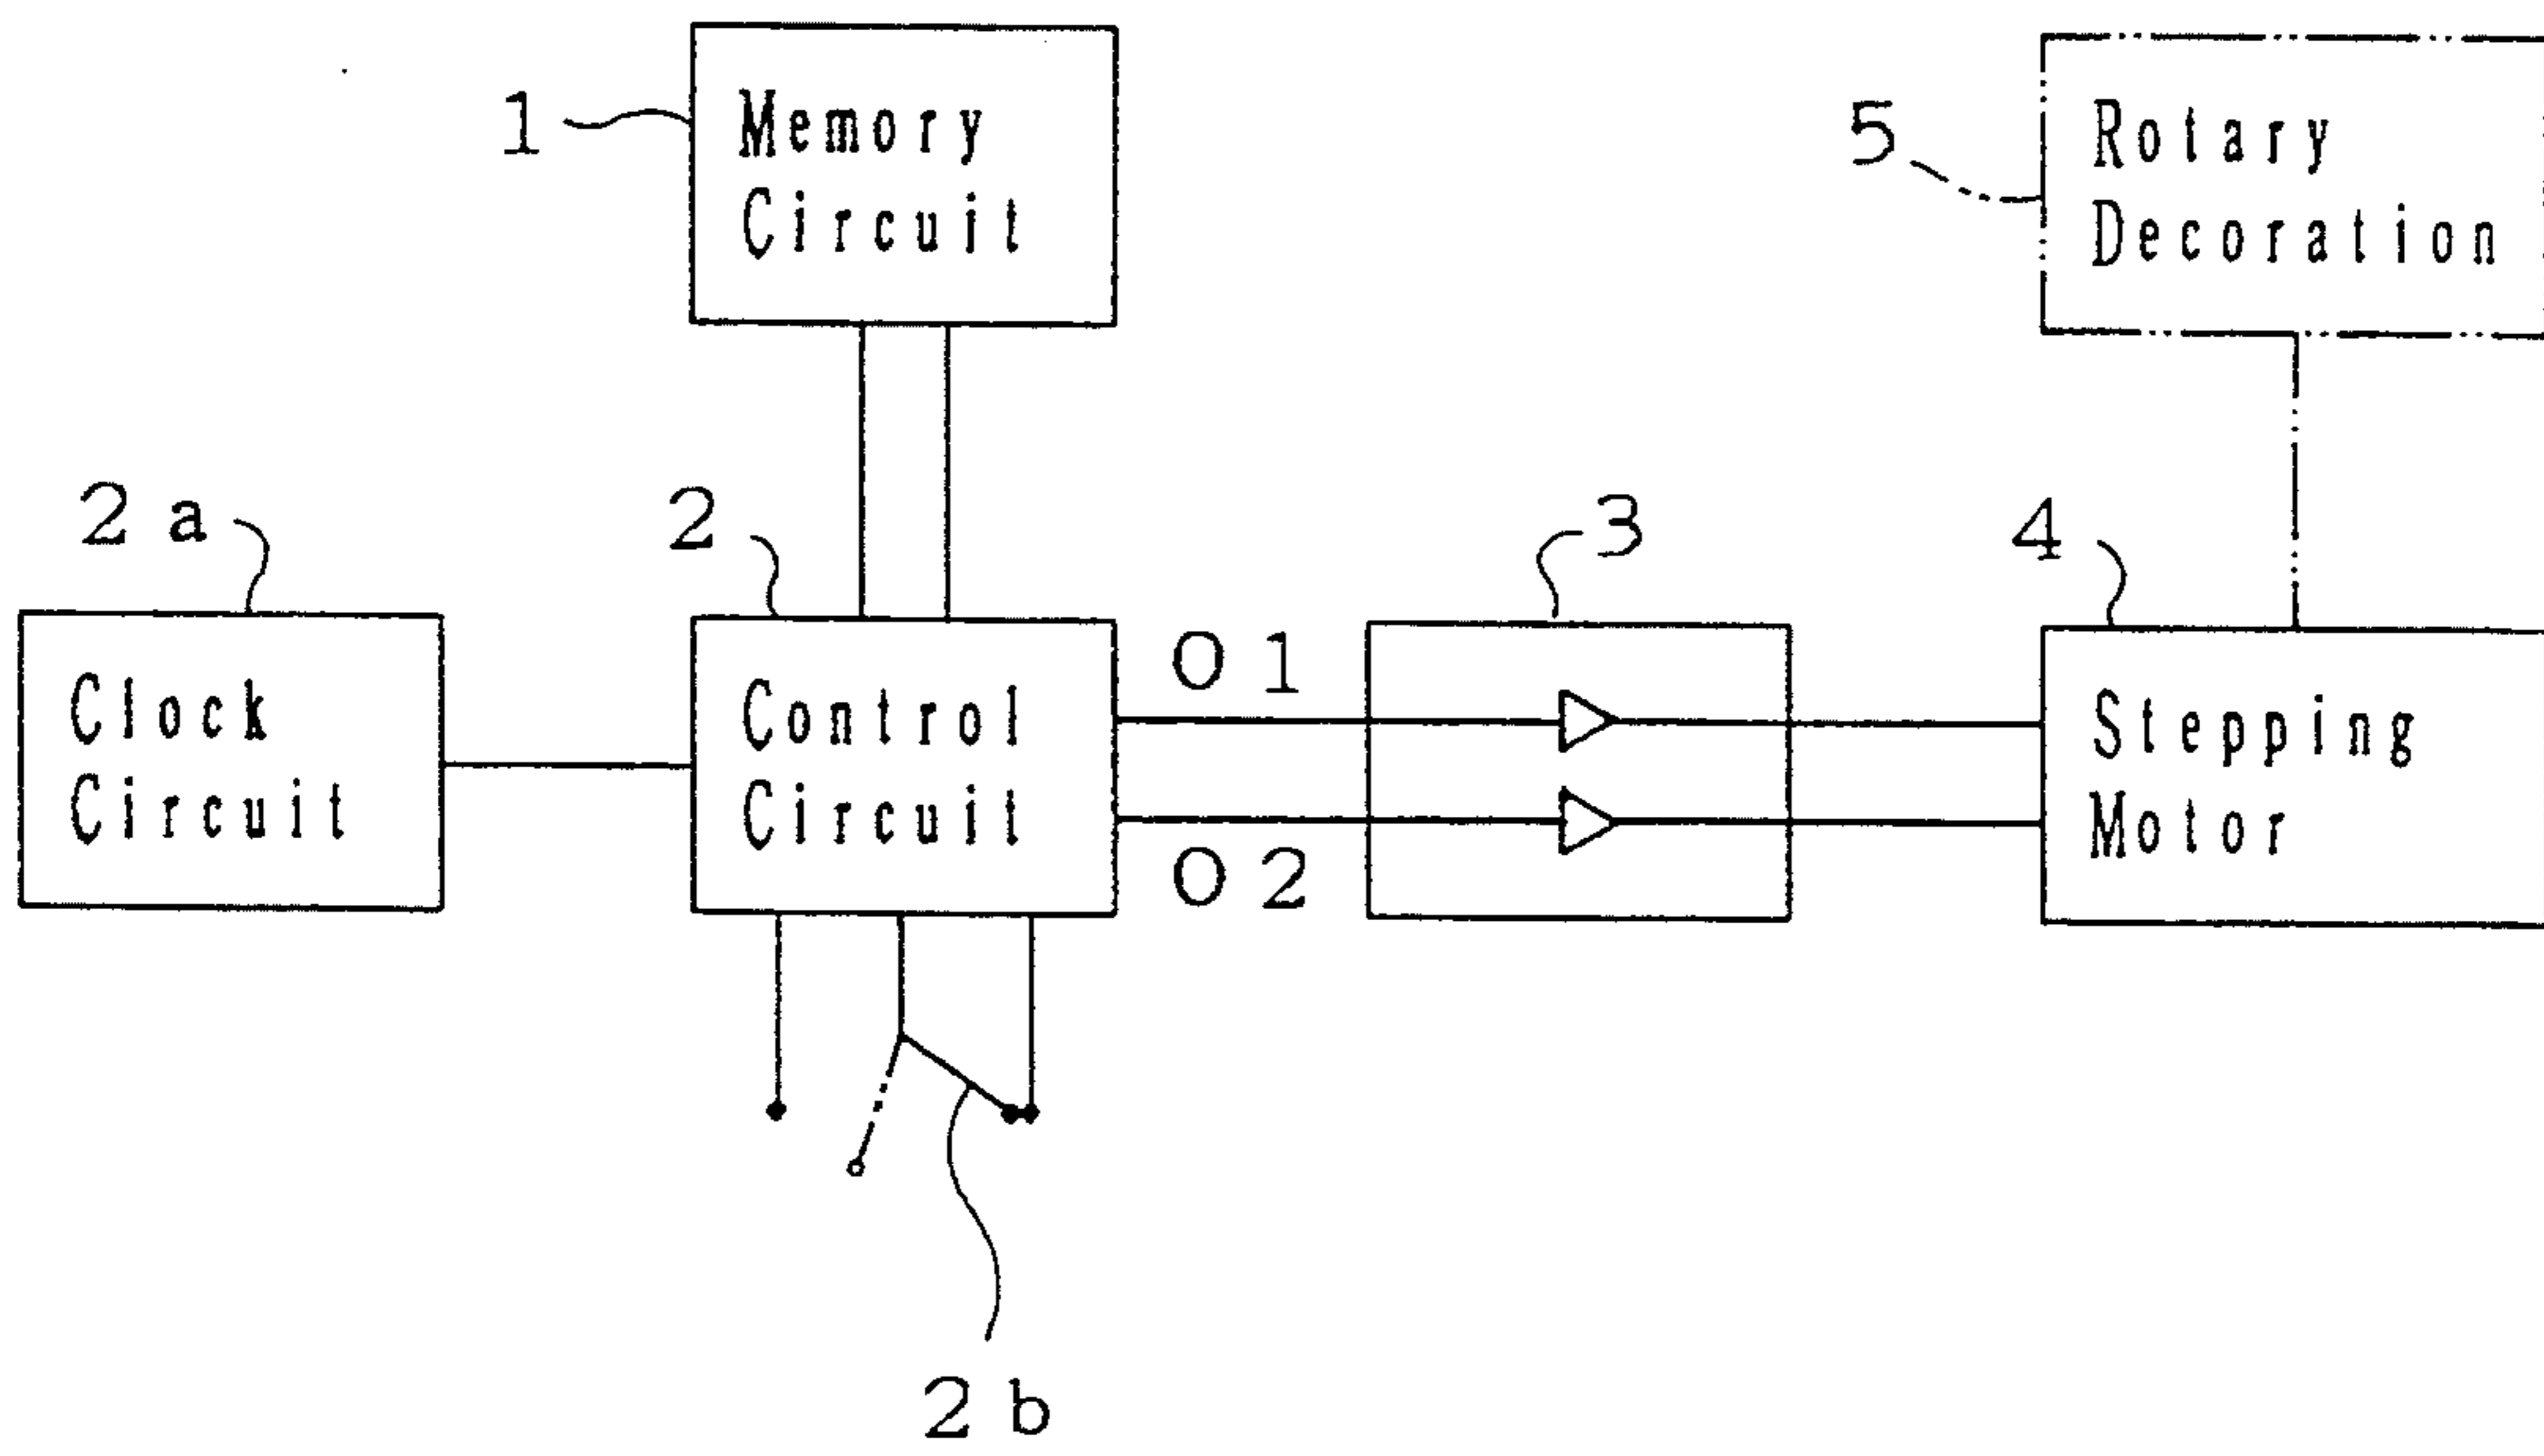 1
Memory
Circuit
5
Rotary
Decoration
2a
Clock
Circuit
2
Control
Circuit
O1
O2
3
4
Stepping
Motor
2b